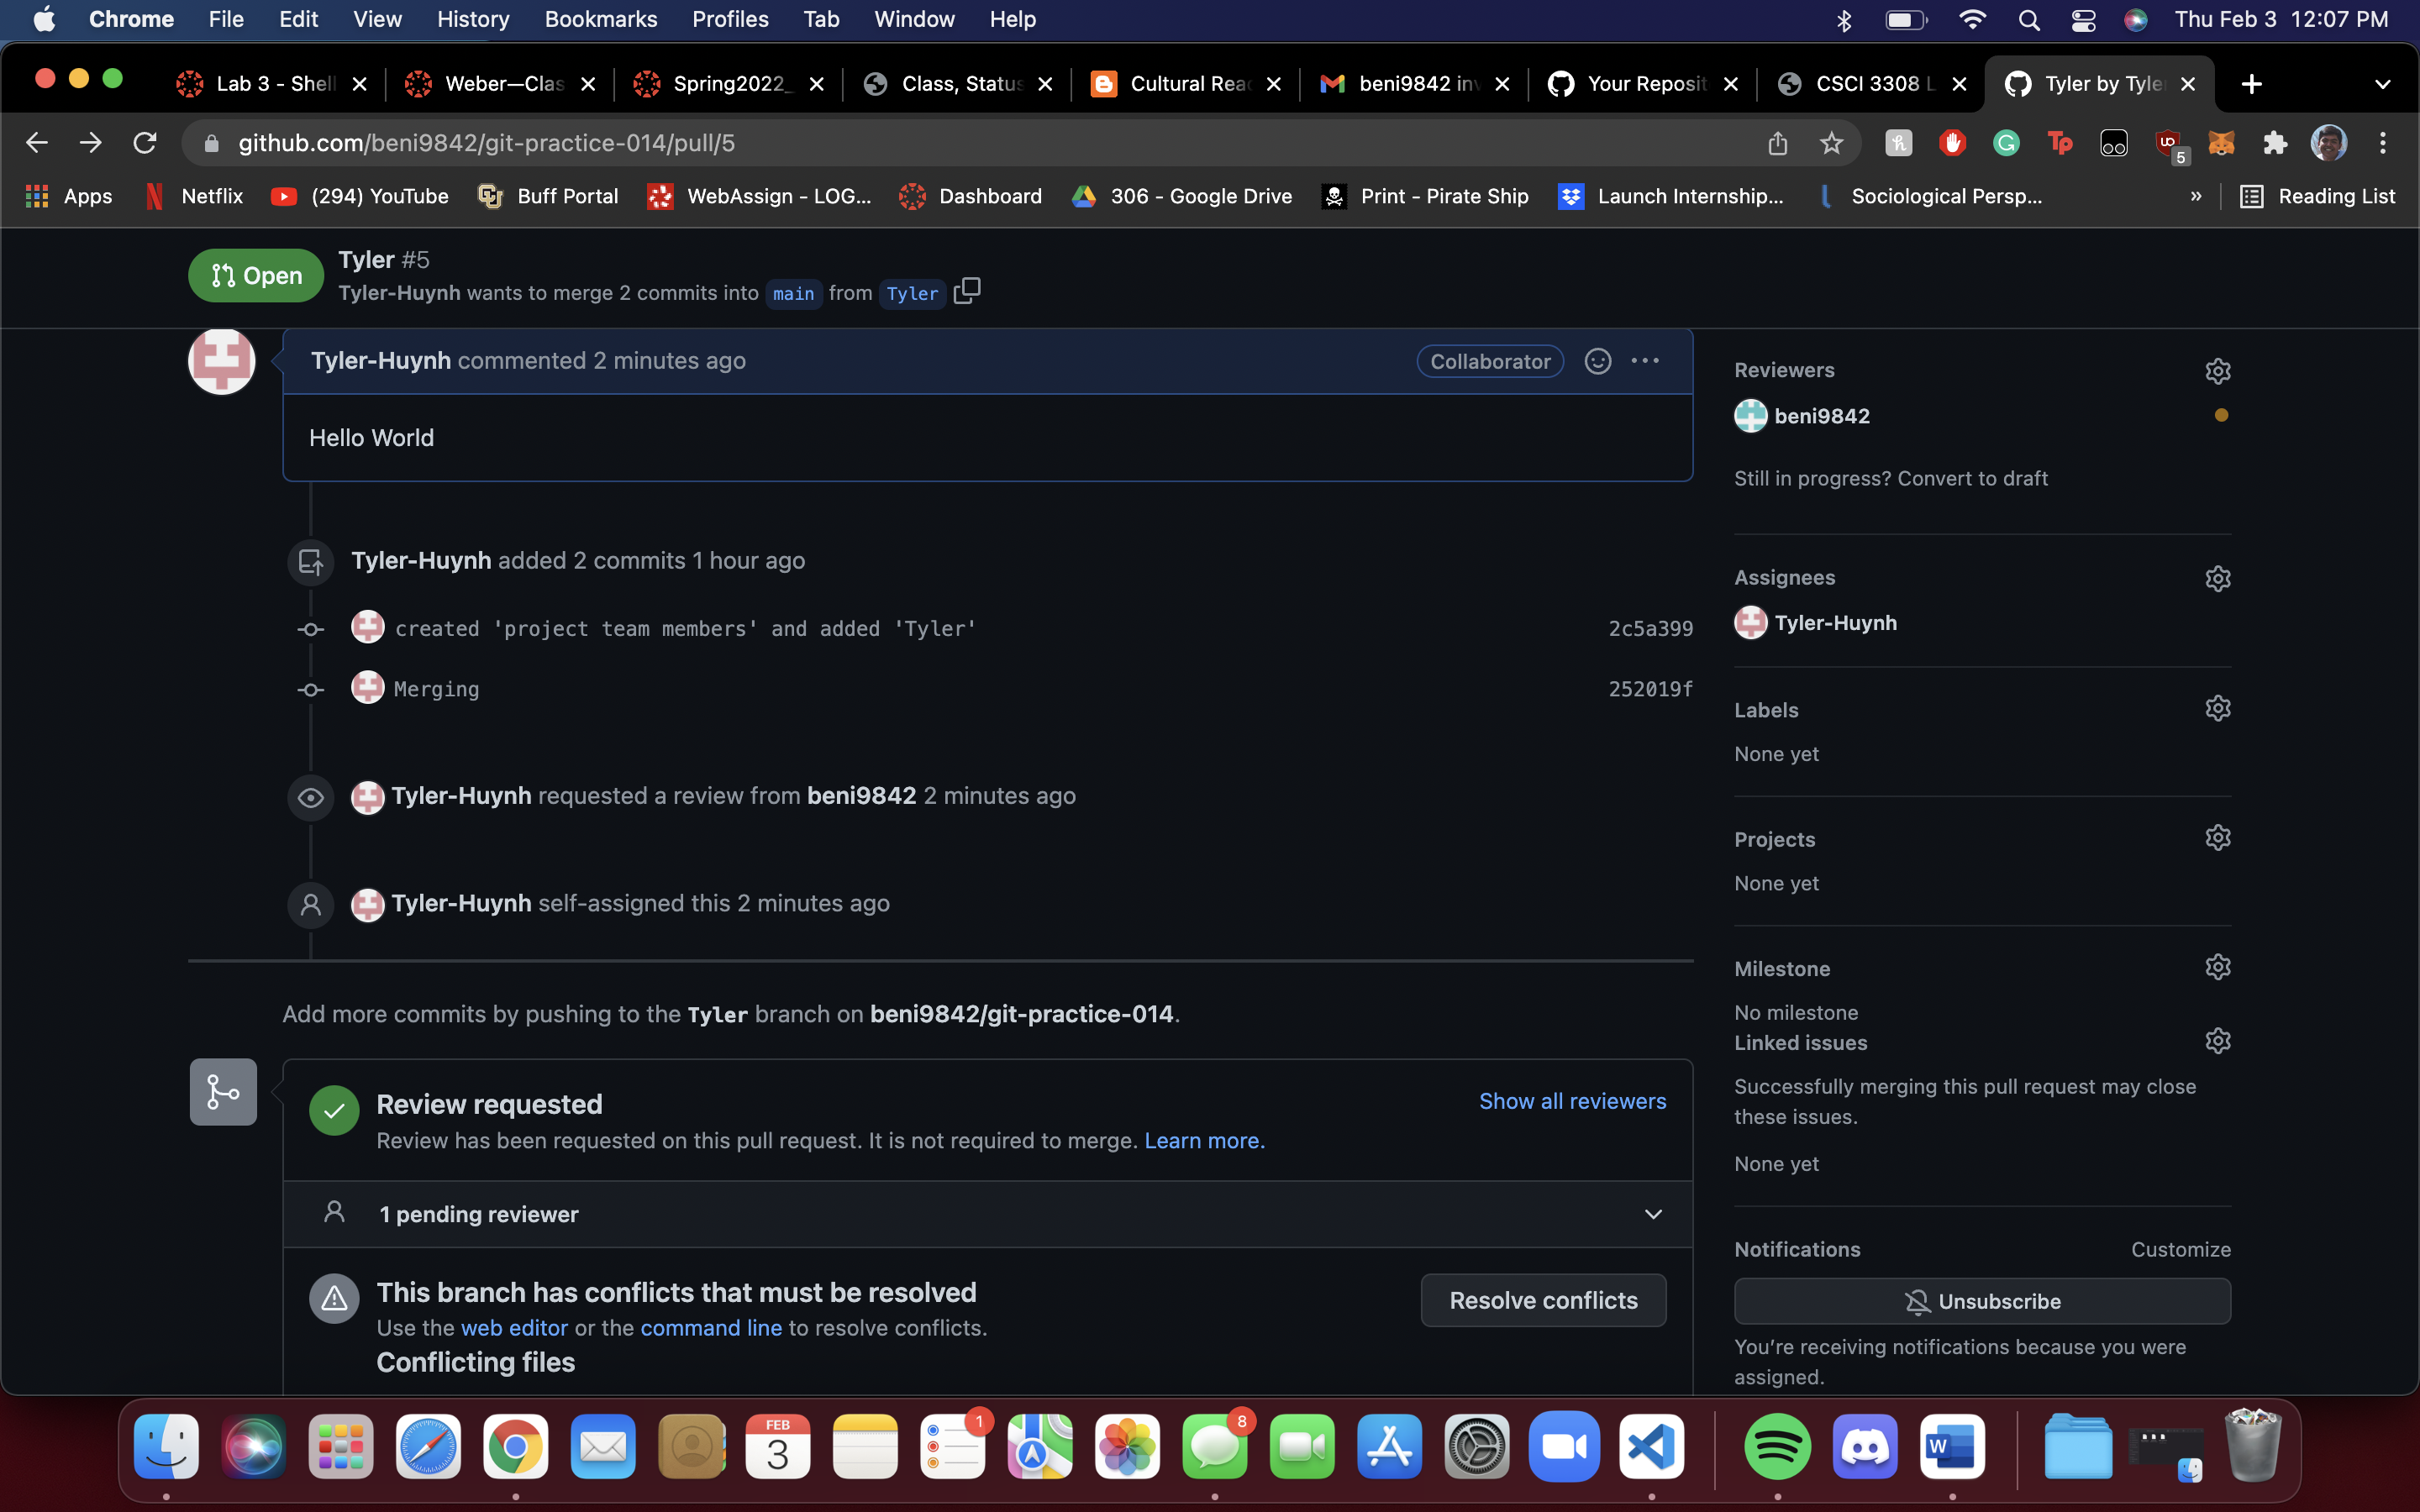 Chrome File Edit View History Bookmarks Profiles Tab Window Help Thu Feb 3 12:07 PM
Lab 3 - Shell Weber—Clas Spring2022_ Class, Status Cultural Rea beni9842 inv Your Reposit CSCI 3308 L Tyler by Tyle
github.com/beni9842/git-practice-014/pull/5
5
Apps Netflix (294) YouTube Buff Portal WebAssign - LOG... Dashboard 306 - Google Drive Print - Pirate Ship Launch Internship... Sociological Persp... » Reading List
Open
Tyler #5
Tyler-Huynh wants to merge 2 commits into main from Tyler
Tyler-Huynh commented 2 minutes ago Collaborator
Hello World
Tyler-Huynh added 2 commits 1 hour ago
created 'project team members' and added 'Tyler' 2c5a399
Merging 252019f
Tyler-Huynh requested a review from beni9842 2 minutes ago
Tyler-Huynh self-assigned this 2 minutes ago
Add more commits by pushing to the Tyler branch on beni9842/git-practice-014.
Review requested
Show all reviewers
Review has been requested on this pull request. It is not required to merge. Learn more.
1 pending reviewer
This branch has conflicts that must be resolved
Resolve conflicts
Use the web editor or the command line to resolve conflicts.
Conflicting files
Reviewers
beni9842
Still in progress? Convert to draft
Assignees
Tyler-Huynh
Labels
None yet
Projects
None yet
Milestone
No milestone
Linked issues
Successfully merging this pull request may close
these issues.
None yet
Notifications Customize
Unsubscribe
You're receiving notifications because you were
assigned.
FEB
3
1
8
W